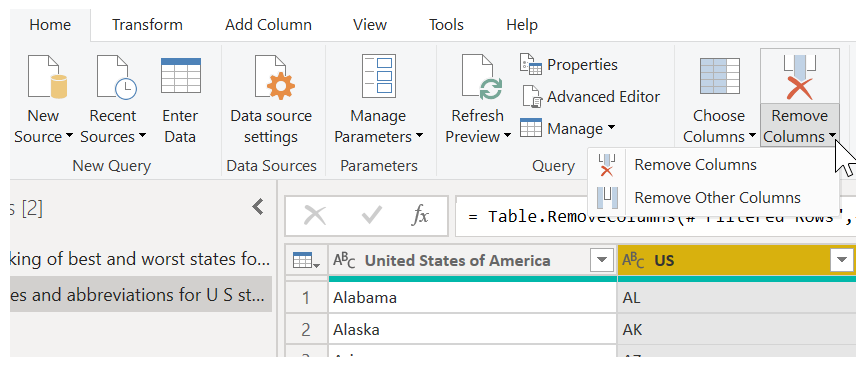 Home Transform Add Column View Tools Help
New Source
Recent Sources
Enter Data
Data source settings
Manage Parameters
Refresh Preview
Properties
Advanced Editor
Manage
Choose Columns
Remove Columns
New Query Data Sources Parameters Query
Remove Columns
Remove Other Columns
s [2]
fx = Table.RemoveColumns(#"Filtered Rows",
king of best and worst states fo...
es and abbreviations for U S st...
ABC United States of America ABC US
1 Alabama AL
2 Alaska AK